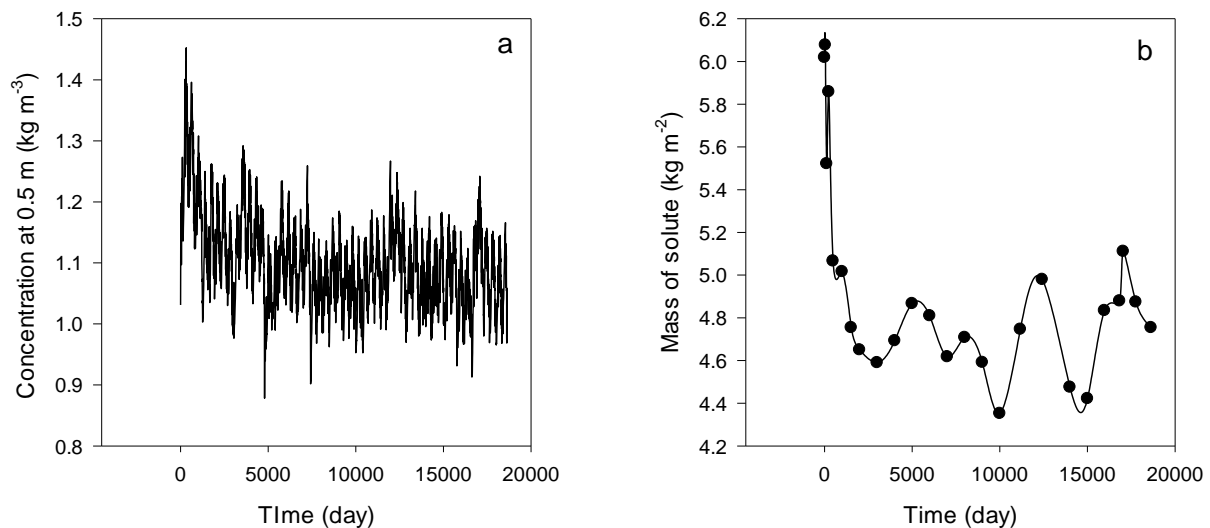 a
Concentration at 0.5 m (kg m⁻³)
1.5
1.4
1.3
1.2
1.1
1.0
0.9
0.8
0 5000 10000 15000 20000
TIme (day)
b
Mass of solute (kg m⁻²)
6.2
6.0
5.8
5.6
5.4
5.2
5.0
4.8
4.6
4.4
4.2
0 5000 10000 15000 20000
Time (day)